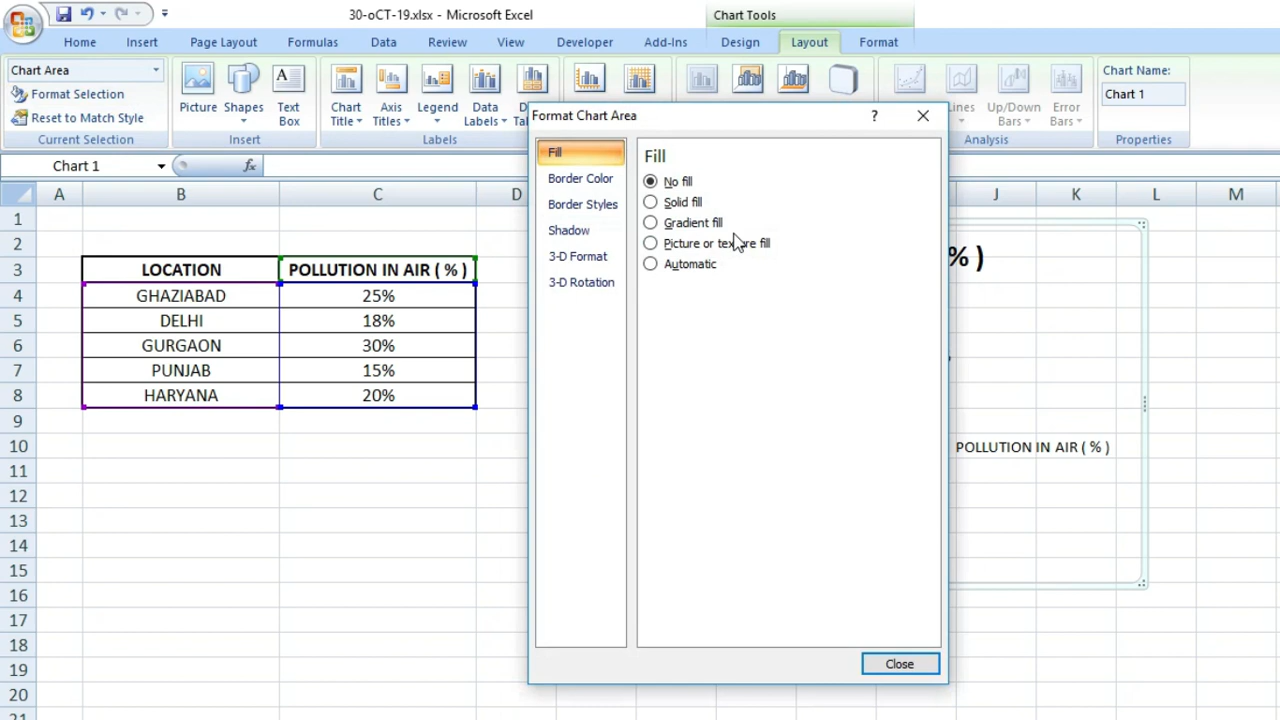 30-oCT-19.xlsx - Microsoft Excel
Chart Tools
Home
Insert
Page Layout
Formulas
Data
Review
View
Developer
Add-Ins
Design
Layout
Format
Chart Area
Format Selection
Reset to Match Style
Current Selection
Picture
Shapes
Text
Box
Insert
Chart
Title
Axis
Titles
Legend
Data
Labels
Labels
Lines
Up/Down
Bars
Error
Bars
Analysis
Chart Name:
Chart 1
Properties
Chart 1
fx
A
B
C
D
J
K
L
M
1
2
3
4
5
6
7
8
9
10
11
12
13
14
15
16
17
18
19
20
21
LOCATION
POLLUTION IN AIR ( % )
GHAZIABAD
25%
DELHI
18%
GURGAON
30%
PUNJAB
15%
HARYANA
20%
Format Chart Area
?
Fill
Border Color
Border Styles
Shadow
3-D Format
3-D Rotation
Fill
No fill
Solid fill
Gradient fill
Picture or texture fill
Automatic
Close
% )
POLLUTION IN AIR ( % )